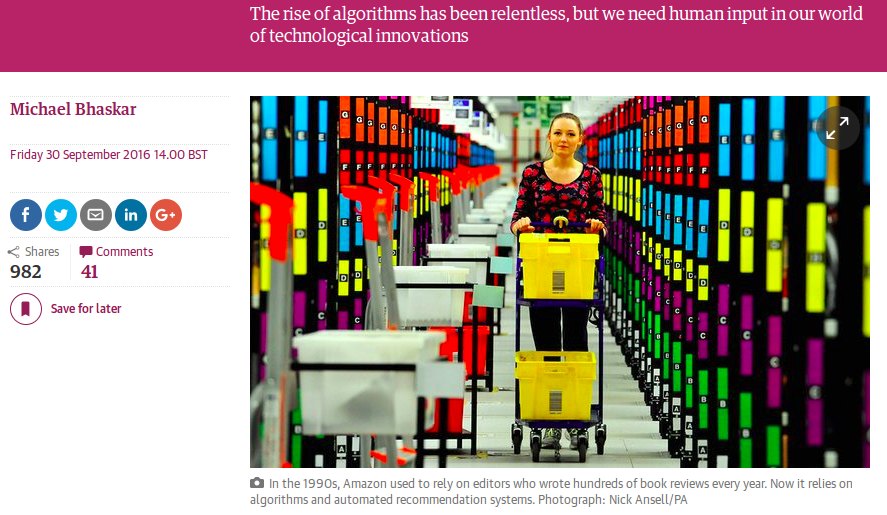 The rise of algorithms has been relentless, but we need human input in our world
of technological innovations
Michael Bhaskar
Friday 30 September 2016 14.00 BST
f
in
G+
Shares
982
Comments
41
Save for later
G
F
E
D
C
B
A
In the 1990s, Amazon used to rely on editors who wrote hundreds of book reviews every year. Now it relies on
algorithms and automated recommendation systems. Photograph: Nick Ansell/PA